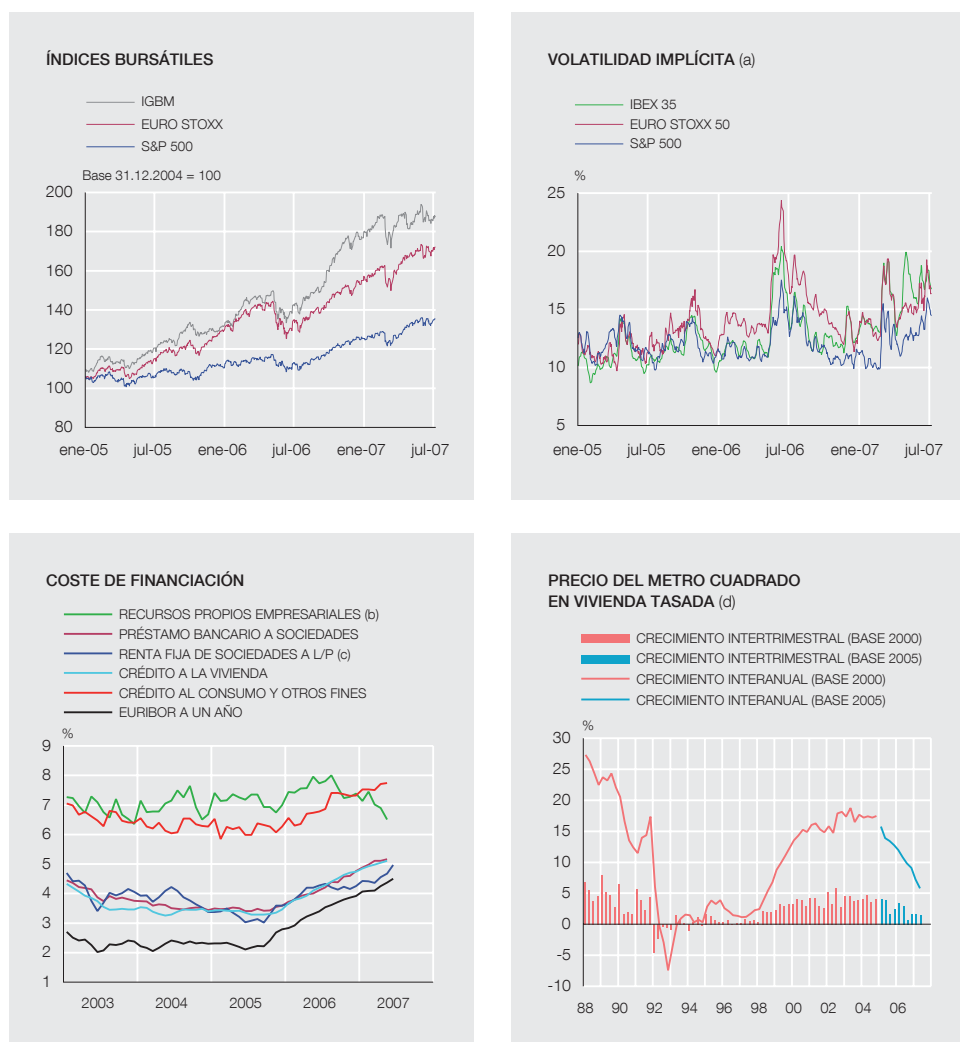 ÍNDICES BURSÁTILES
IGBM
EURO STOXX
S&P 500
Base 31.12.2004 = 100
200
180
160
140
120
100
80
ene-05 jul-05 ene-06 jul-06 ene-07 jul-07
VOLATILIDAD IMPLÍCITA (a)
IBEX 35
EURO STOXX 50
S&P 500
%
25
20
15
10
5
ene-05 jul-05 ene-06 jul-06 ene-07 jul-07
COSTE DE FINANCIACIÓN
RECURSOS PROPIOS EMPRESARIALES (b)
PRÉSTAMO BANCARIO A SOCIEDADES
RENTA FIJA DE SOCIEDADES A L/P (c)
CRÉDITO A LA VIVIENDA
CRÉDITO AL CONSUMO Y OTROS FINES
EURIBOR A UN AÑO
%
9
8
7
6
5
4
3
2
1
2003 2004 2005 2006 2007
PRECIO DEL METRO CUADRADO
EN VIVIENDA TASADA (d)
CRECIMIENTO INTERTRIMESTRAL (BASE 2000)
CRECIMIENTO INTERTRIMESTRAL (BASE 2005)
CRECIMIENTO INTERANUAL (BASE 2000)
CRECIMIENTO INTERANUAL (BASE 2005)
%
30
25
20
15
10
5
0
-5
-10
88 90 92 94 96 98 00 02 04 06